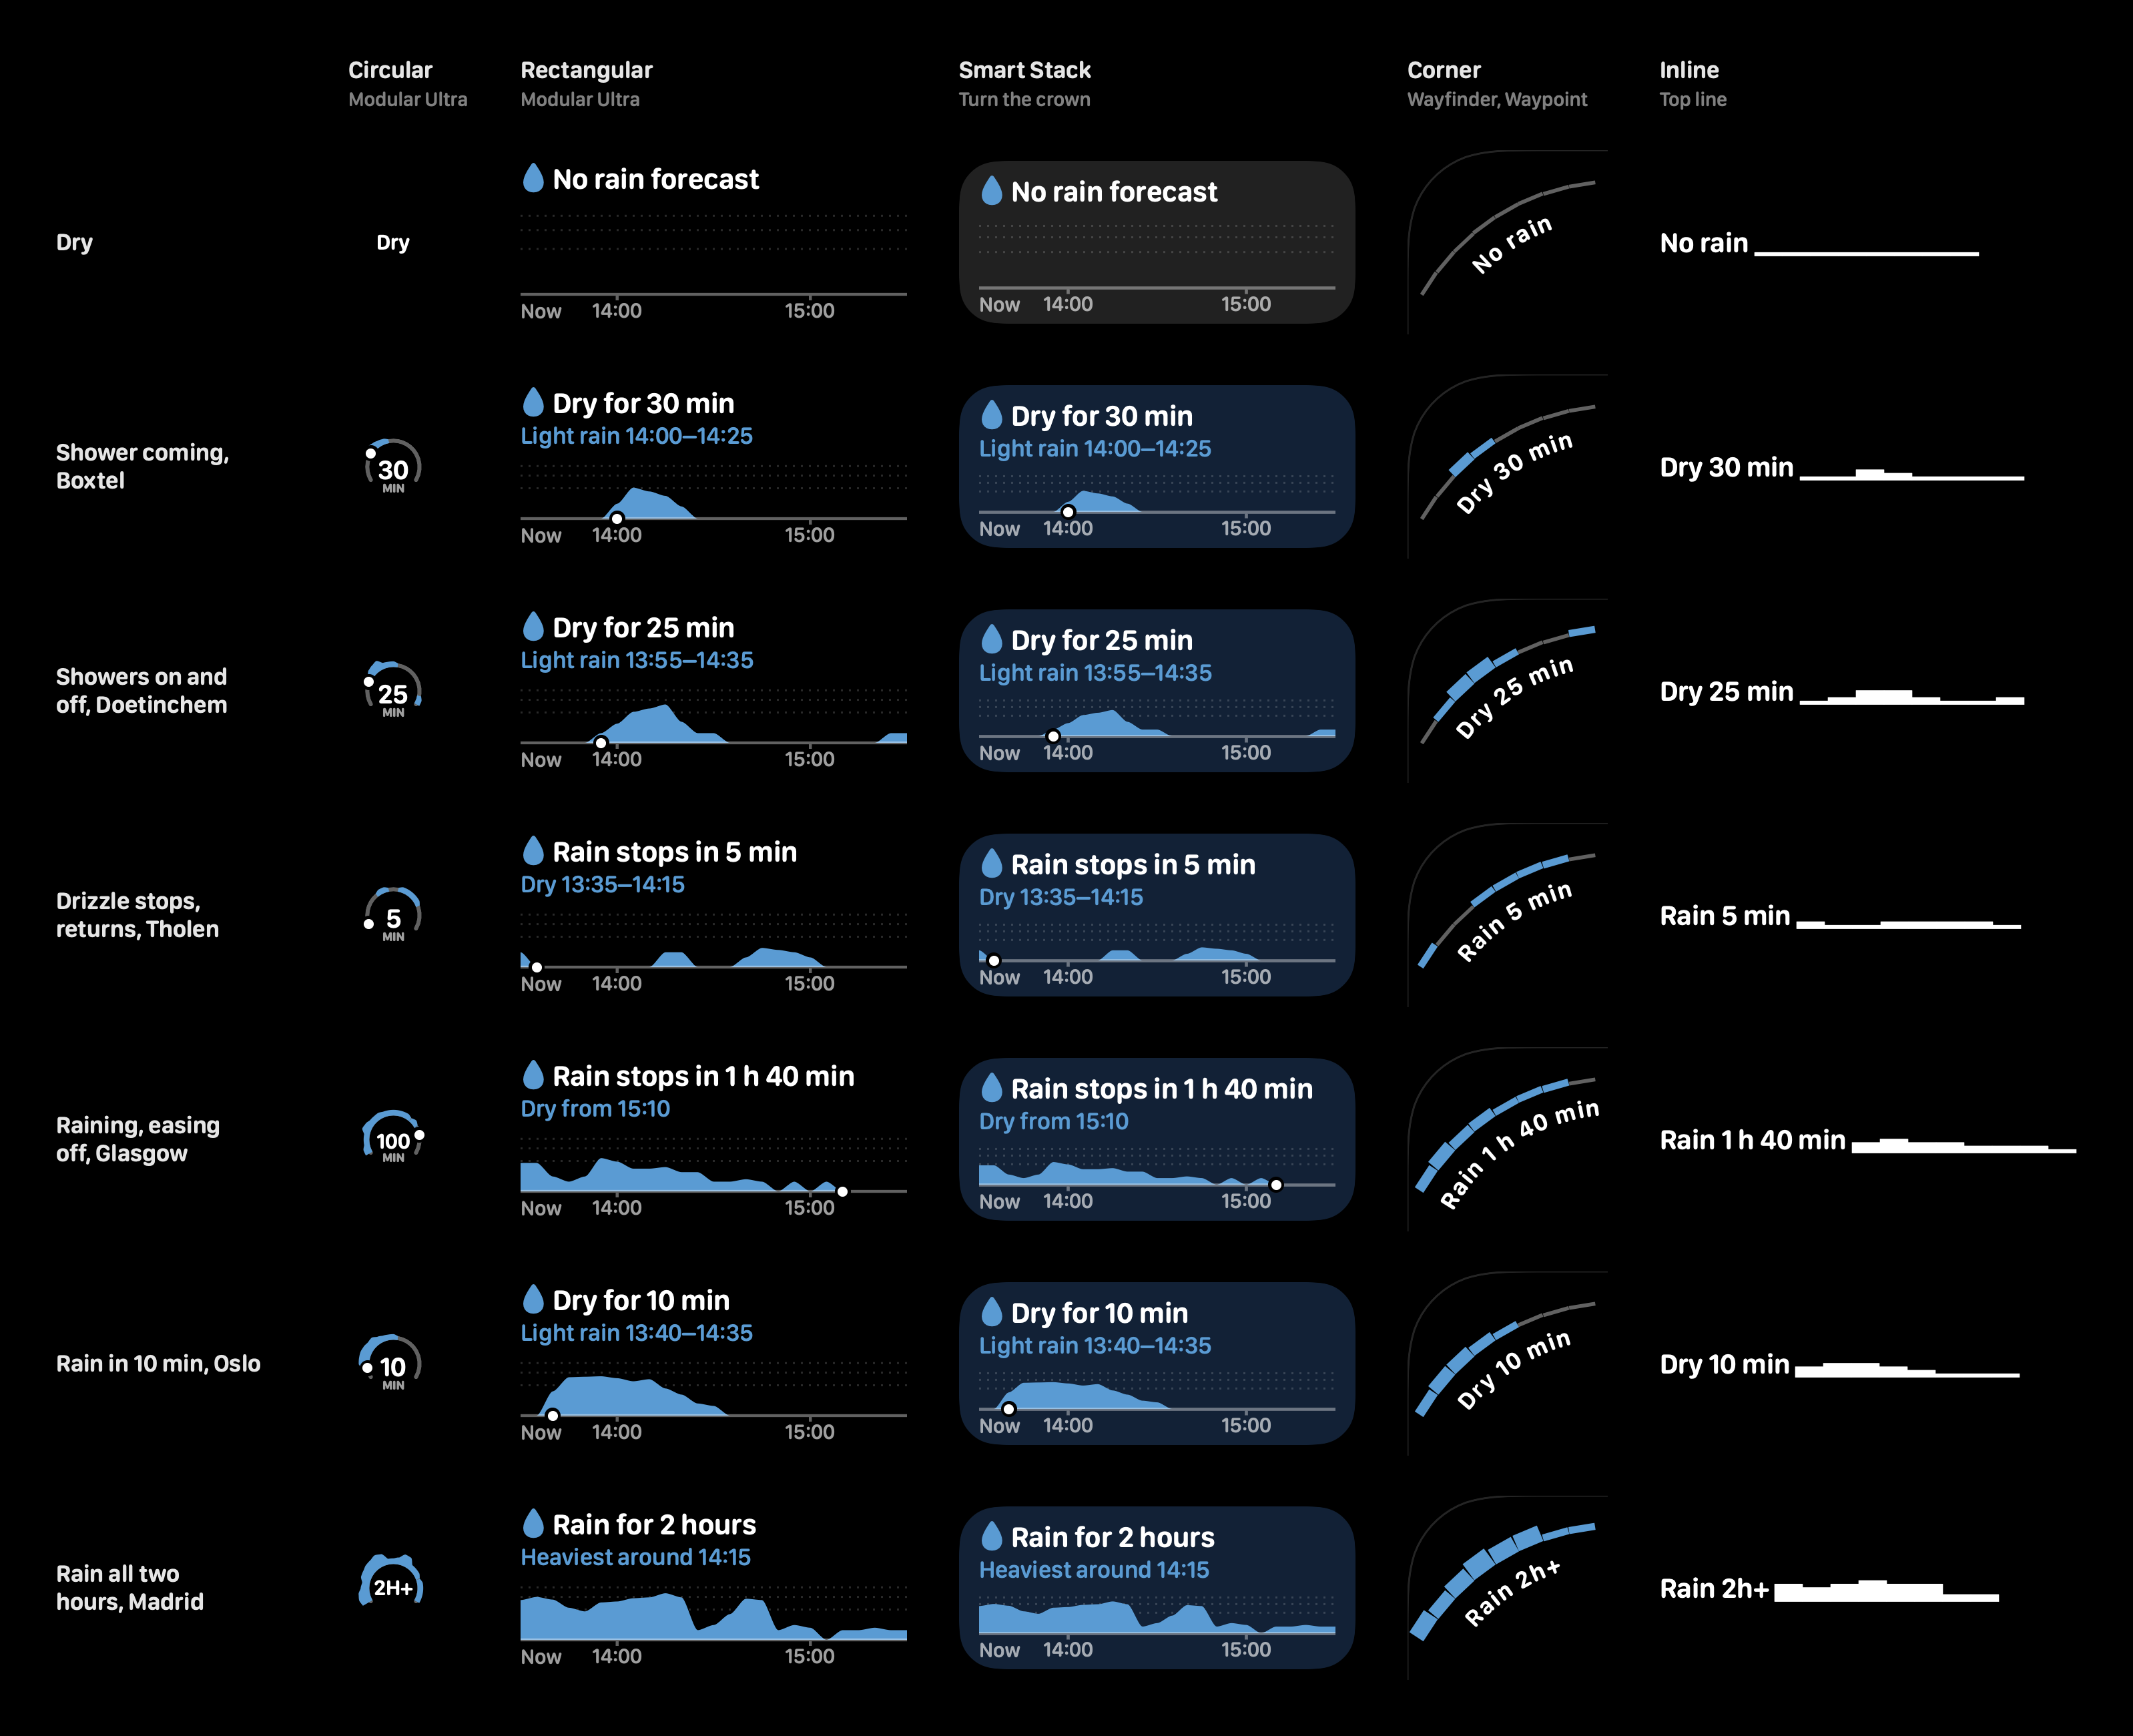 Circular
Modular Ultra
Rectangular
Modular Ultra
Smart Stack
Turn the crown
Corner
Wayfinder, Waypoint
Inline
Top line
Dry
Dry
No rain forecast
Now 14:00 15:00
No rain forecast
Now 14:00 15:00
No rain
No rain
Shower coming,
Boxtel
30
MIN
Dry for 30 min
Light rain 14:00–14:25
Now 14:00 15:00
Dry for 30 min
Light rain 14:00–14:25
Now 14:00 15:00
Dry 30 min
Dry 30 min
Showers on and
off, Doetinchem
25
MIN
Dry for 25 min
Light rain 13:55–14:35
Now 14:00 15:00
Dry for 25 min
Light rain 13:55–14:35
Now 14:00 15:00
Dry 25 min
Dry 25 min
Drizzle stops,
returns, Tholen
5
MIN
Rain stops in 5 min
Dry 13:35–14:15
Now 14:00 15:00
Rain stops in 5 min
Dry 13:35–14:15
Now 14:00 15:00
Rain 5 min
Rain 5 min
Raining, easing
off, Glasgow
100
MIN
Rain stops in 1 h 40 min
Dry from 15:10
Now 14:00 15:00
Rain stops in 1 h 40 min
Dry from 15:10
Now 14:00 15:00
Rain 1 h 40 min
Rain 1 h 40 min
Rain in 10 min, Oslo
10
MIN
Dry for 10 min
Light rain 13:40–14:35
Now 14:00 15:00
Dry for 10 min
Light rain 13:40–14:35
Now 14:00 15:00
Dry 10 min
Dry 10 min
Rain all two
hours, Madrid
2H+
Rain for 2 hours
Heaviest around 14:15
Now 14:00 15:00
Rain for 2 hours
Heaviest around 14:15
Now 14:00 15:00
Rain 2h+
Rain 2h+